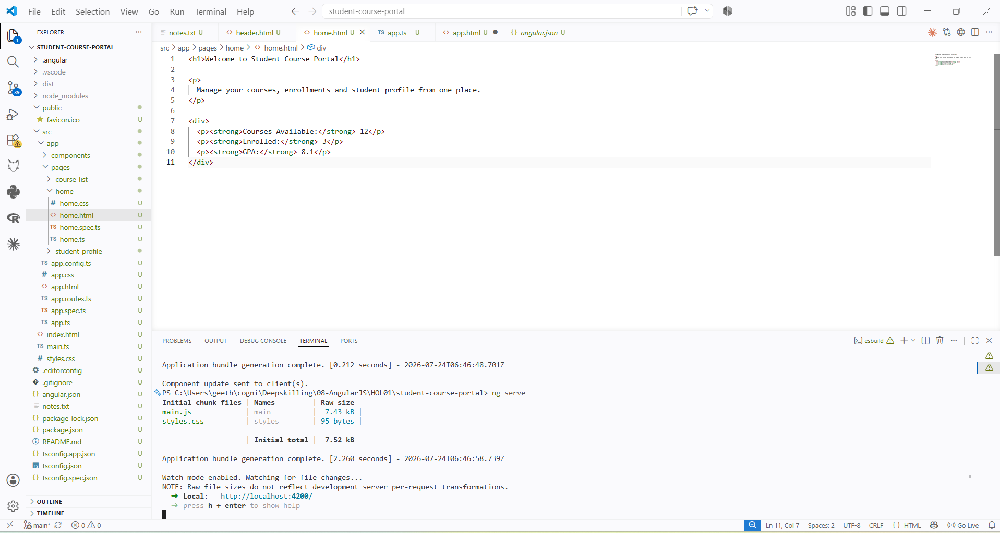 File Edit Selection View Go Run Terminal Help
student-course-portal
EXPLORER
notes.txt U
header.html U
home.html U
app.ts U
app.html U
angular.json U
STUDENT-COURSE-PORTAL
src > app > pages > home > home.html > div
.angular
.vscode
dist
node_modules
public
favicon.ico U
src
app
components
pages
course-list
home
home.css U
home.html U
home.spec.ts U
home.ts U
student-profile
app.config.ts U
app.css U
app.html U
app.routes.ts U
app.spec.ts U
app.ts U
index.html U
main.ts U
styles.css U
.editorconfig U
.gitignore U
angular.json U
notes.txt U
package-lock.json U
package.json U
README.md U
tsconfig.app.json U
tsconfig.json U
tsconfig.spec.json U
OUTLINE
TIMELINE
1
39
1 <h1>Welcome to Student Course Portal</h1>
2
3 <p>
4 Manage your courses, enrollments and student profile from one place.
5 </p>
6
7 <div>
8 <p><strong>Courses Available:</strong> 12</p>
9 <p><strong>Enrolled:</strong> 3</p>
10 <p><strong>GPA:</strong> 8.1</p>
11 </div>
PROBLEMS OUTPUT DEBUG CONSOLE TERMINAL PORTS
esbuild
Application bundle generation complete. [0.212 seconds] - 2026-07-24T06:46:48.701Z
Component update sent to client(s).
PS C:\Users\geeth\cogni\Deepskilling\08-AngularJS\HOL01\student-course-portal> ng serve
Initial chunk files | Names | Raw size
main.js | main | 7.43 kB |
styles.css | styles | 95 bytes |
| Initial total | 7.52 kB
Application bundle generation complete. [2.260 seconds] - 2026-07-24T06:46:58.739Z
Watch mode enabled. Watching for file changes...
NOTE: Raw file sizes do not reflect development server per-request transformations.
➜ Local: http://localhost:4200/
➜ press h + enter to show help
main* 0 0
Ln 11, Col 7 Spaces: 2 UTF-8 CRLF { } HTML Go Live